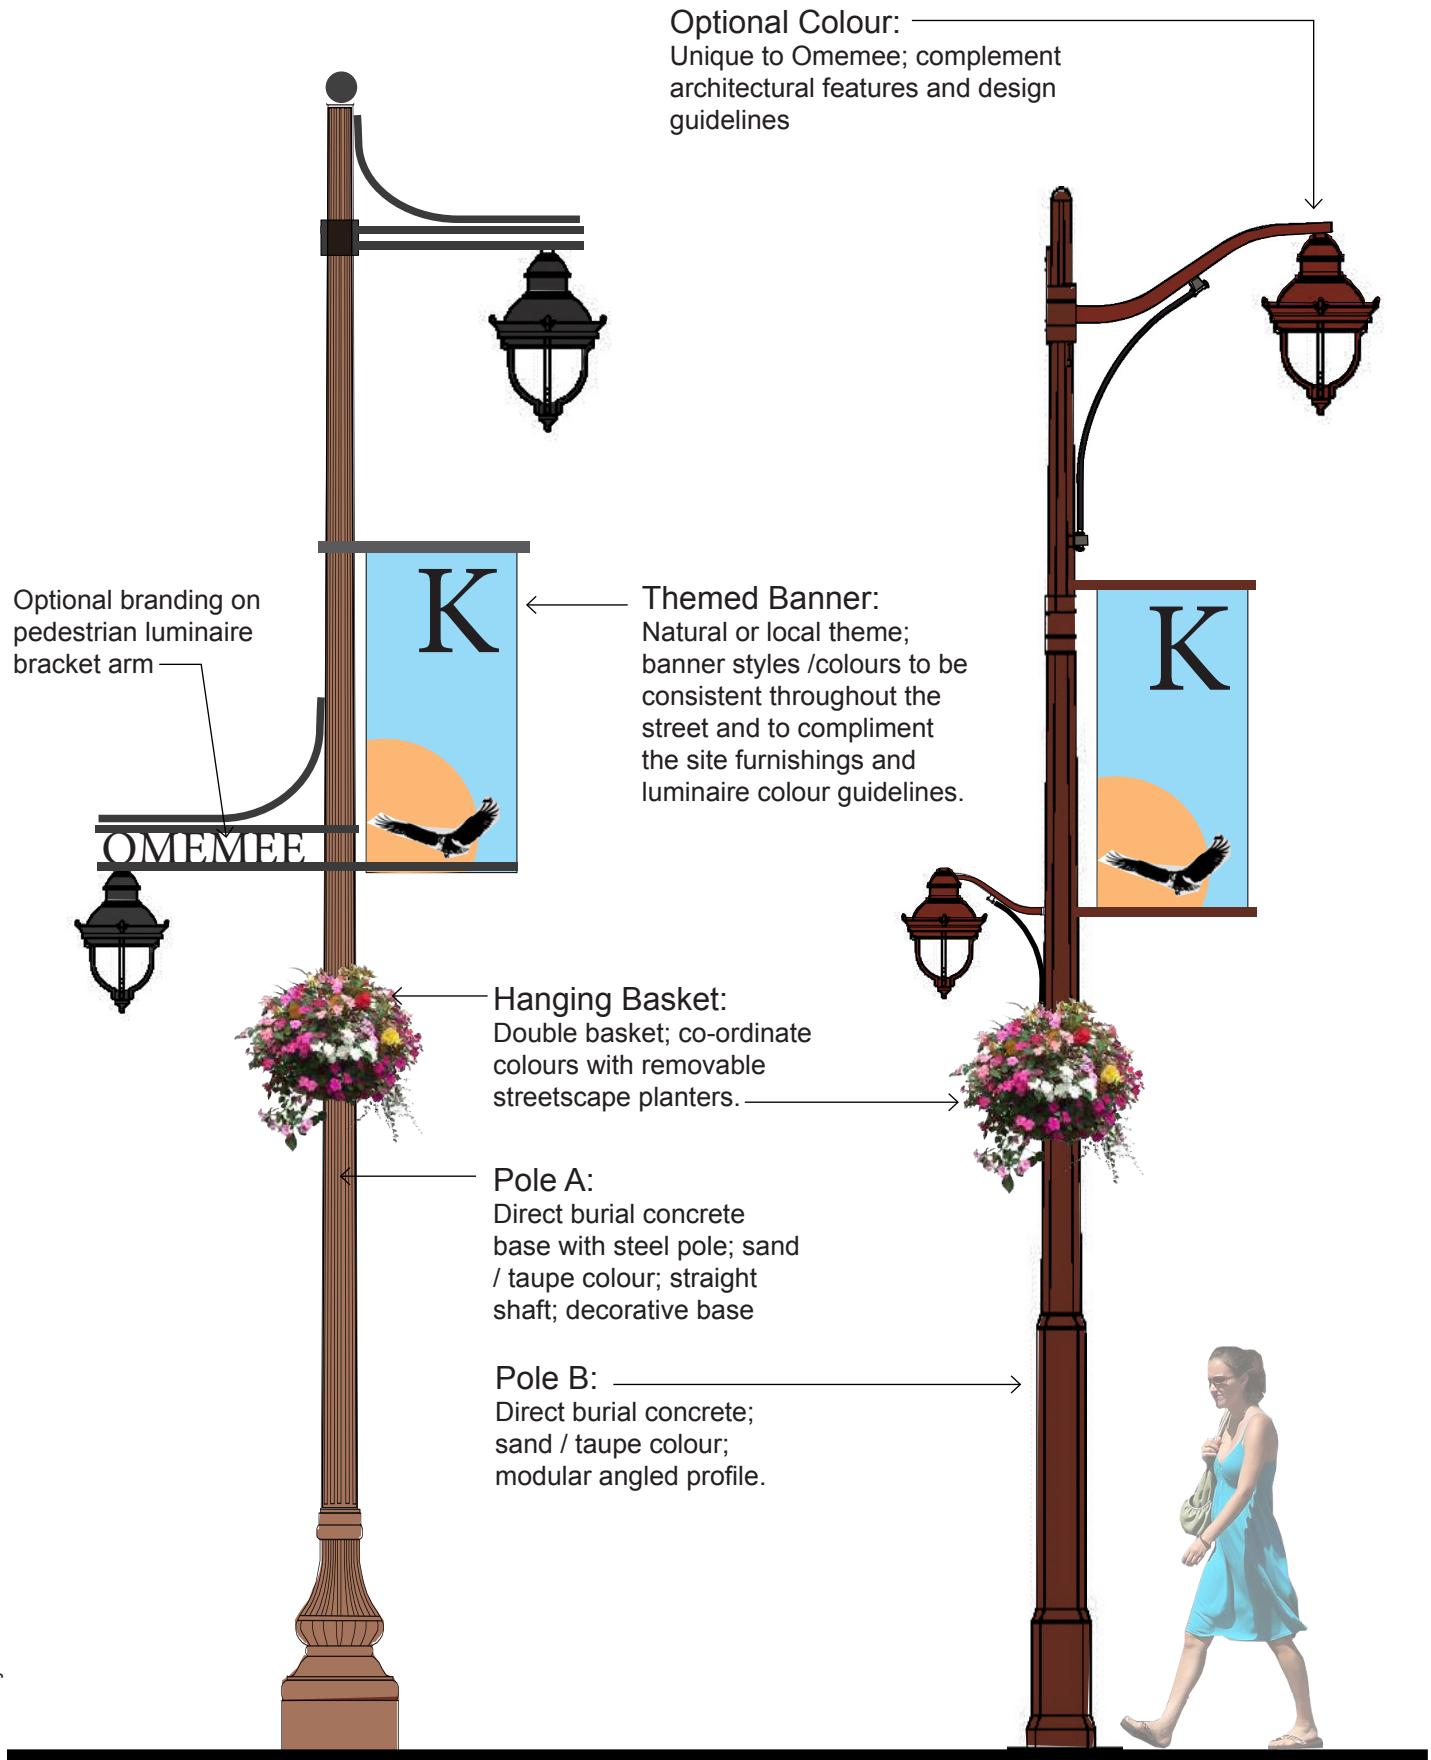 Optional Colour:
Unique to Omemee; complement
architectural features and design
guidelines
K
Optional branding on
pedestrian luminaire
bracket arm
Themed Banner:
Natural or local theme;
banner styles /colours to be
consistent throughout the
street and to compliment
the site furnishings and
luminaire colour guidelines.
K
OMEMEE
Hanging Basket:
Double basket; co-ordinate
colours with removable
streetscape planters.
Pole A:
Direct burial concrete
base with steel pole; sand
/ taupe colour; straight
shaft; decorative base
Pole B:
Direct burial concrete;
sand / taupe colour;
modular angled profile.